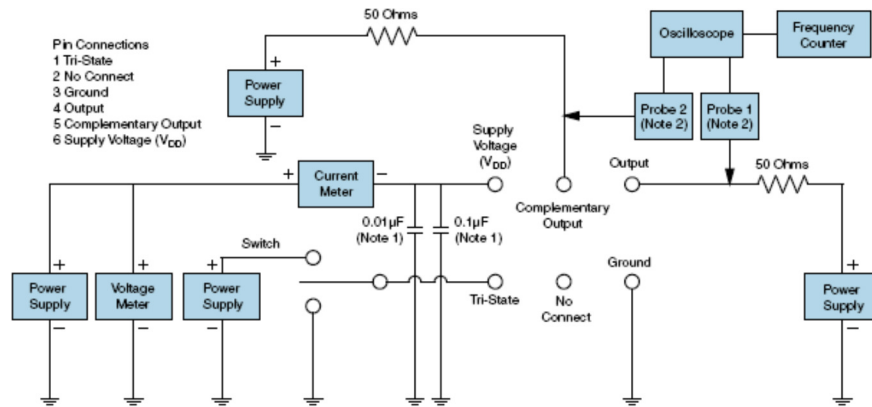 50 Ohms
Oscilloscope
Frequency
Counter
Pin Connections
1 Tri-State
2 No Connect
3 Ground
4 Output
5 Complementary Output
6 Supply Voltage (V_DD)
+
Power
Supply
–
Probe 2
(Note 2)
Probe 1
(Note 2)
Supply
Voltage
(V_DD)
Output
50 Ohms
+
Current
Meter
–
Complementary
Output
0.01µF
(Note 1)
0.1µF
(Note 1)
Switch
Ground
+
Power
Supply
–
+
Voltage
Meter
–
+
Power
Supply
–
Tri-State
No
Connect
+
Power
Supply
–